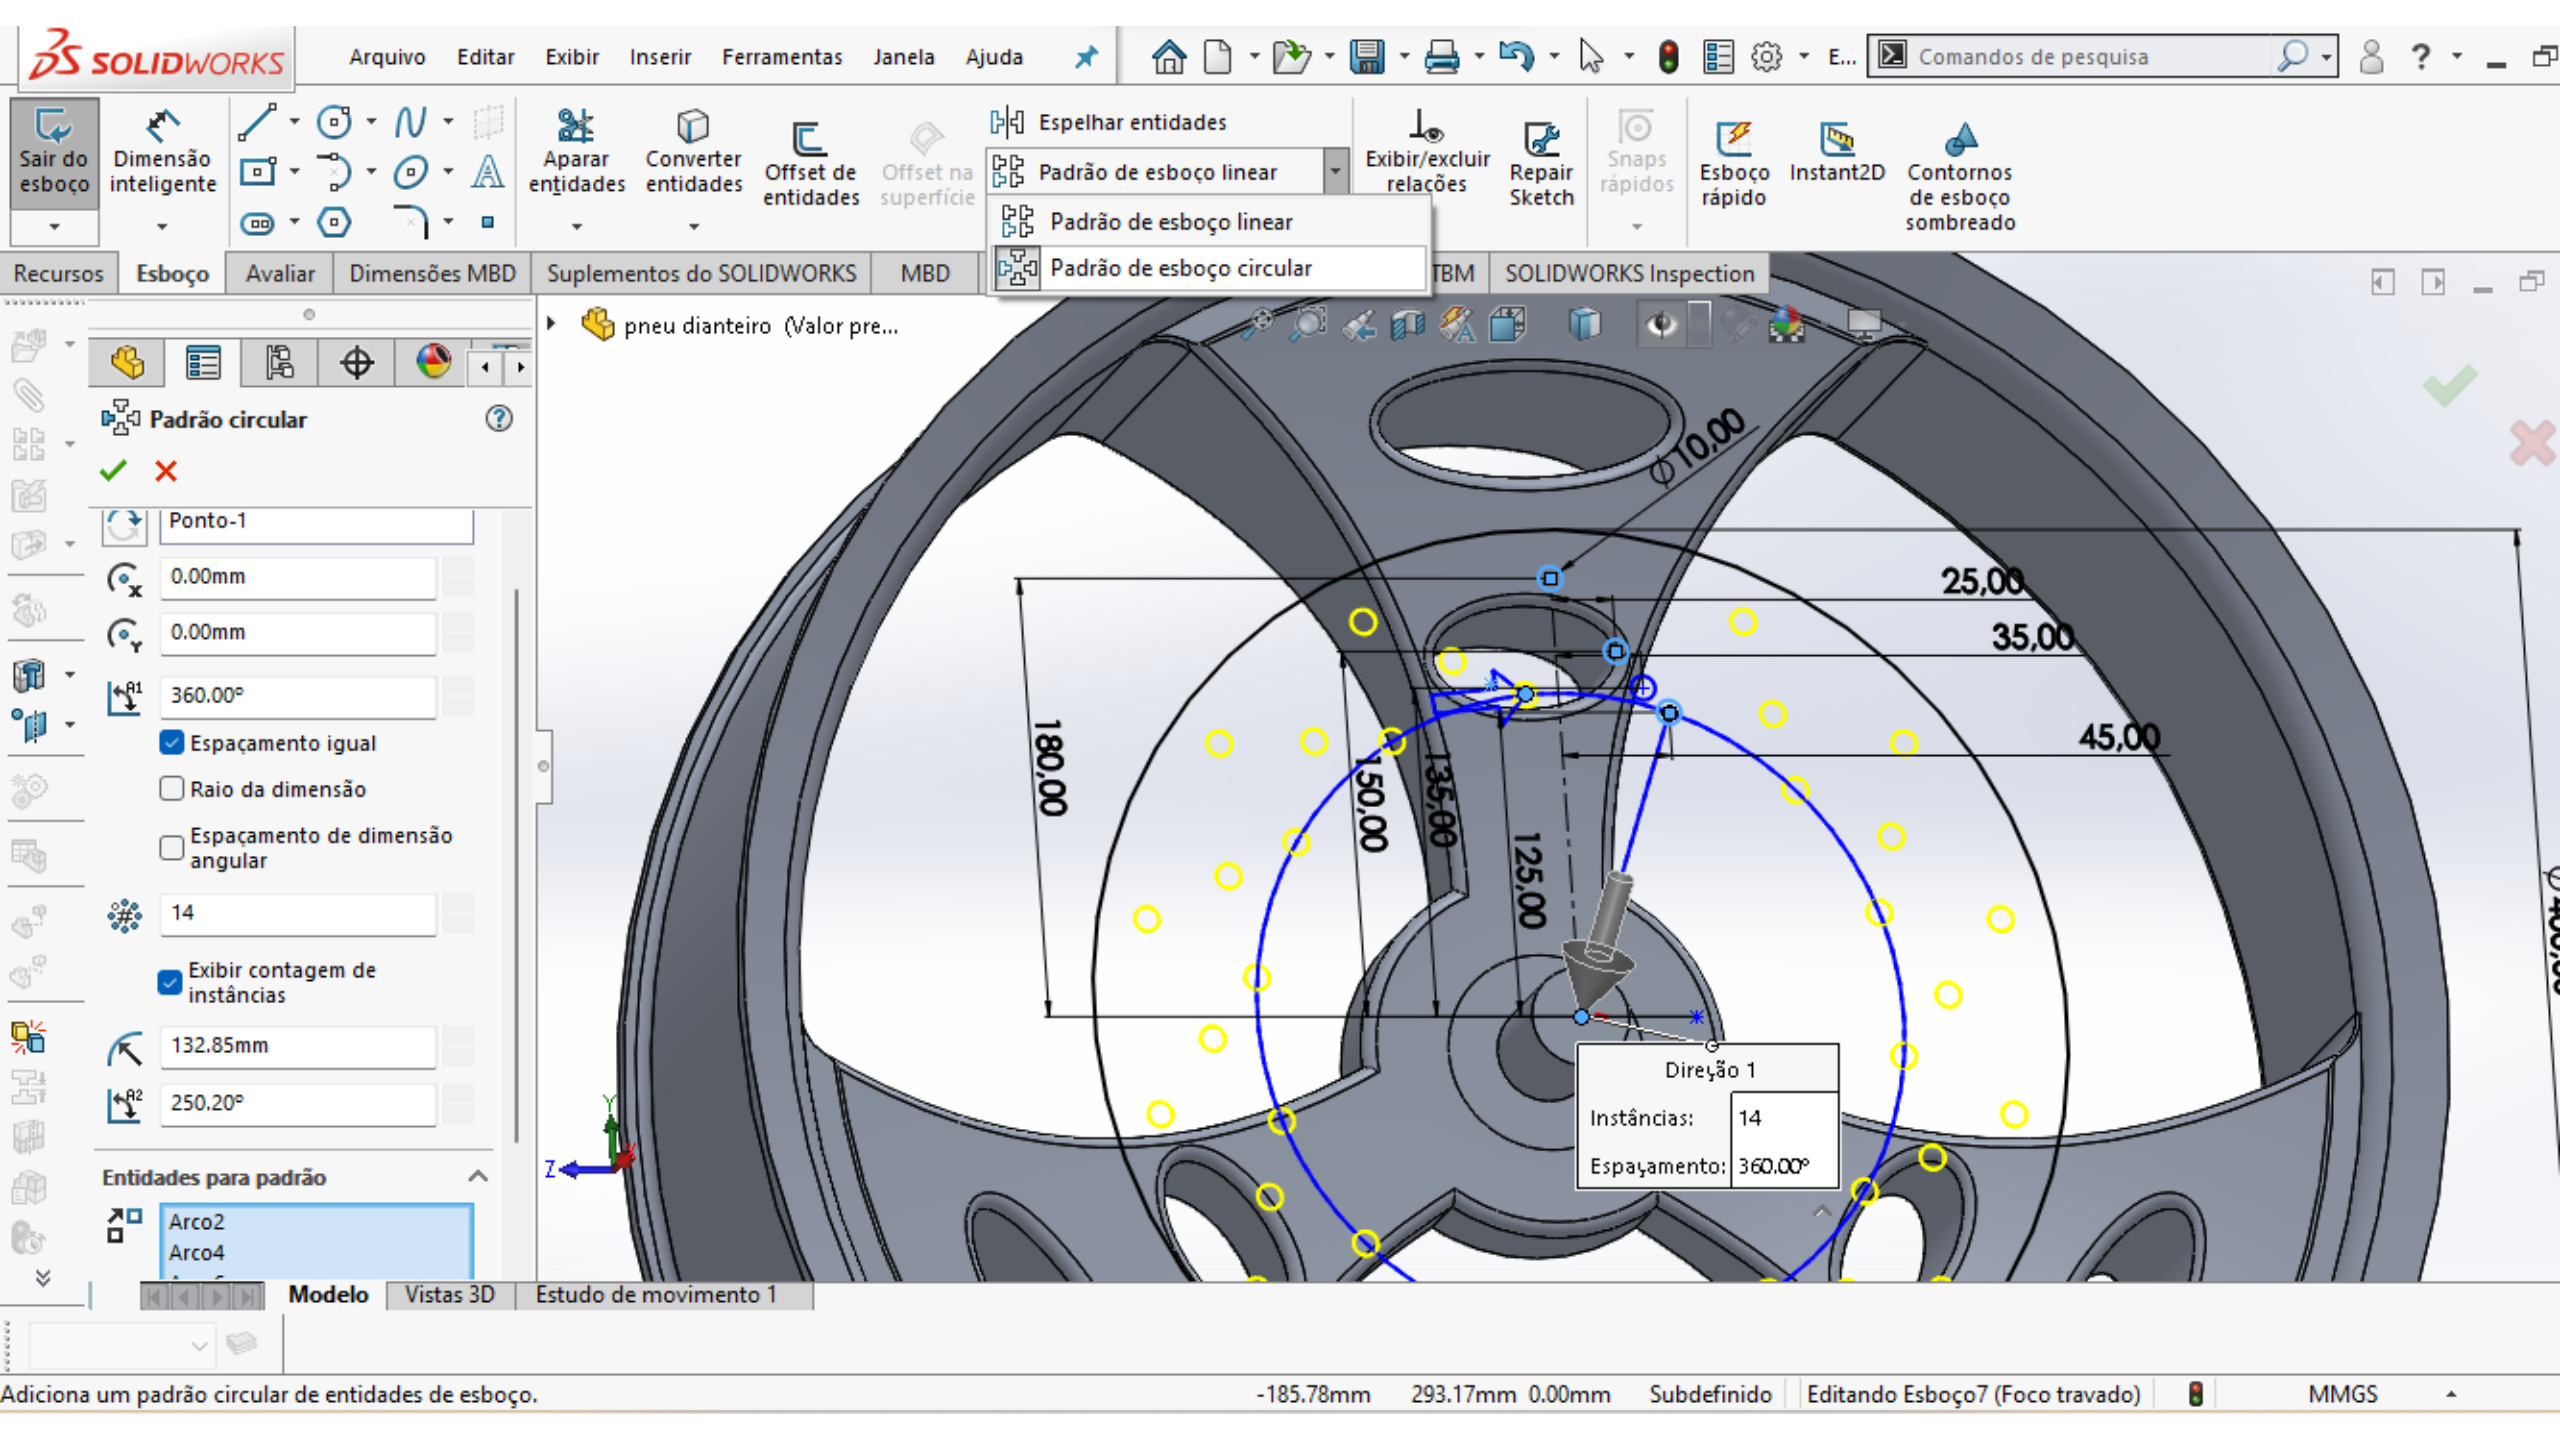 SOLIDWORKS
Arquivo Editar Exibir Inserir Ferramentas Janela Ajuda
E... Comandos de pesquisa ?
Sair do esboço
Dimensão inteligente
Aparar entidades
Converter entidades
Offset de entidades
Offset na superfície
Espelhar entidades
Padrão de esboço linear
Padrão de esboço linear
Padrão de esboço circular
Exibir/excluir relações
Repair Sketch
Snaps rápidos
Esboço rápido
Instant2D
Contornos de esboço sombreado
Recursos Esboço Avaliar Dimensões MBD Suplementos do SOLIDWORKS MBD TBM SOLIDWORKS Inspection
pneu dianteiro (Valor pre...
Padrão circular
Ponto-1
0.00mm
0.00mm
360.00º
Espaçamento igual
Raio da dimensão
Espaçamento de dimensão
angular
14
Exibir contagem de
instâncias
132.85mm
250.20º
Entidades para padrão
Arco2
Arco4
ϕ10,00
25,00
35,00
45,00
180,00
150,00
135,00
125,00
Y
Z
Direção 1
Instâncias: 14
Espaçamento: 360.00º
Modelo Vistas 3D Estudo de movimento 1
Adiciona um padrão circular de entidades de esboço.
-185.78mm 293.17mm 0.00mm Subdefinido Editando Esboço7 (Foco travado) MMGS